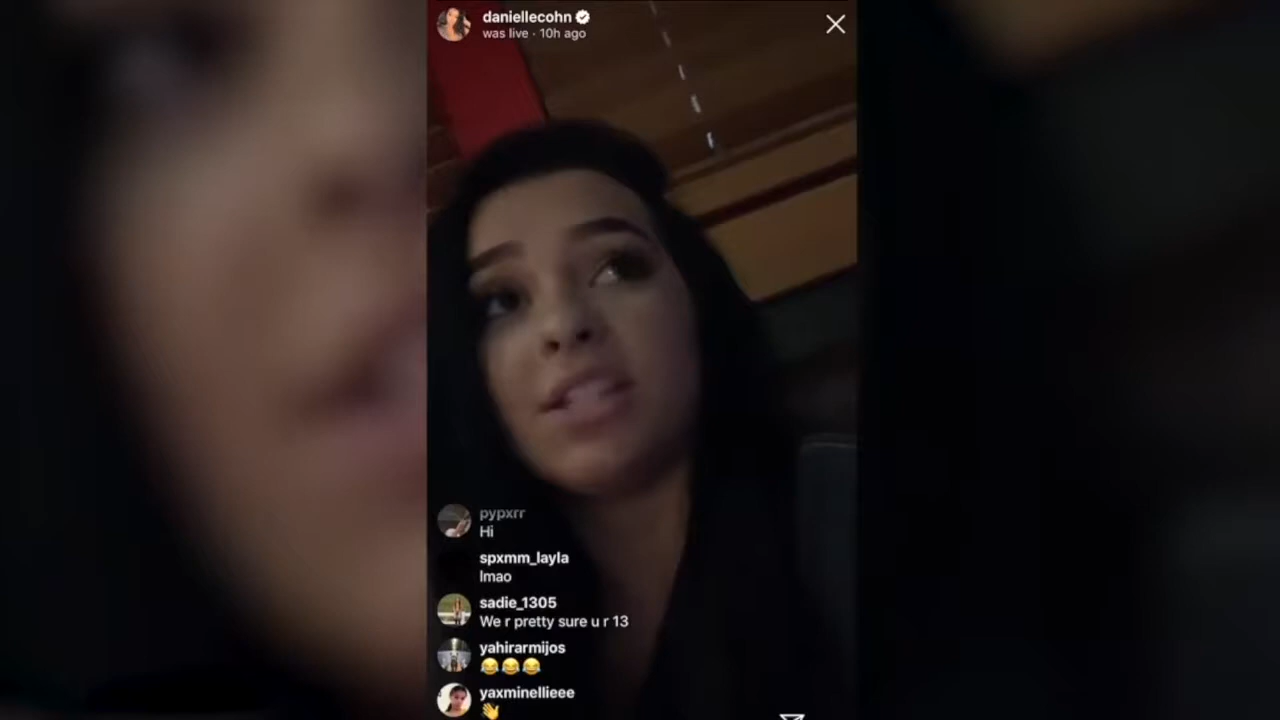 daniellecohn
was live · 10h ago
pypxrr
Hi
spxmm_layla
lmao
sadie_1305
We r pretty sure u r 13
yahirarmijos
😂😂😂
yaxminellieee
👋